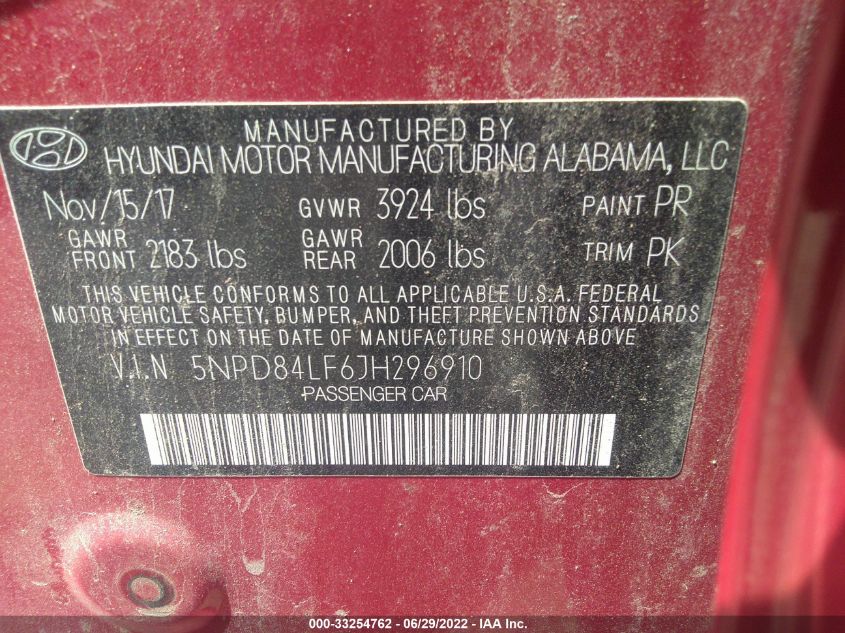 MANUFACTURED BY
HYUNDAI MOTOR MANUFACTURING ALABAMA, LLC
Nov/15/17 GVWR 3924 lbs PAINT PR
GAWR FRONT 2183 lbs GAWR REAR 2006 lbs TRIM PK
THIS VEHICLE CONFORMS TO ALL APPLICABLE U.S.A. FEDERAL
MOTOR VEHICLE SAFETY, BUMPER, AND THEFT PREVENTION STANDARDS
IN EFFECT ON THE DATE OF MANUFACTURE SHOWN ABOVE
V.I.N 5NPD84LF6JH296910
PASSENGER CAR
000-33254762 - 06/29/2022 - IAA Inc.